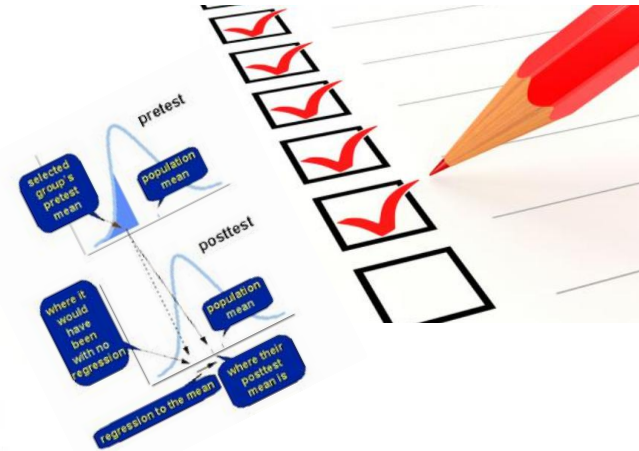 pretest
selected
group's
pretest
mean
population
mean
posttest
where it
would
have
been
with no
regression
population
mean
where their
posttest
mean is
regression to the mean